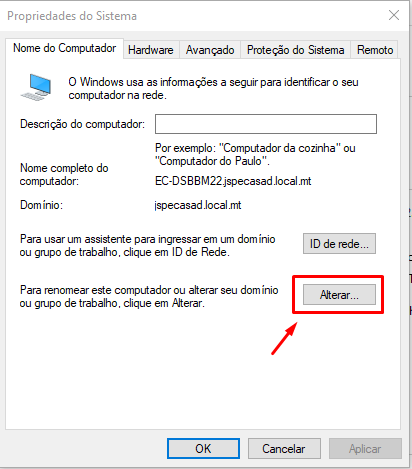 Propriedades do Sistema
Nome do Computador Hardware Avançado Proteção do Sistema Remoto
O Windows usa as informações a seguir para identificar o seu
computador na rede.
Descrição do computador:
Por exemplo: "Computador da cozinha" ou
"Computador do Paulo".
Nome completo do
computador:
EC-DSBBM22.jspecasad.local.mt
Domínio: jspecasad.local.mt
Para usar um assistente para ingressar em um domínio
ou grupo de trabalho, clique em ID de Rede.
ID de rede...
Para renomear este computador ou alterar seu domínio
ou grupo de trabalho, clique em Alterar.
Alterar...
OK Cancelar Aplicar